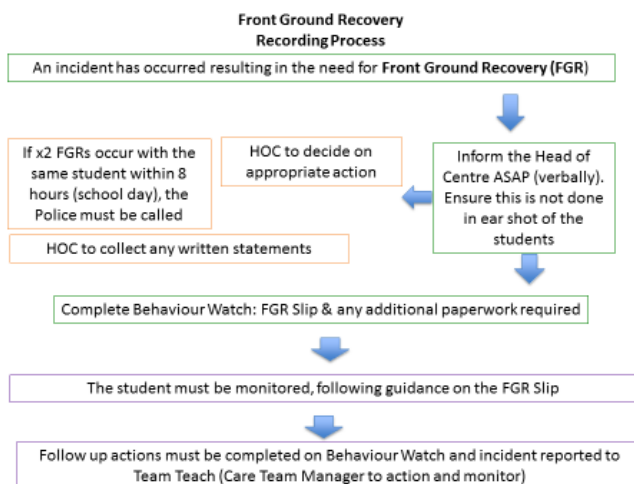 Front Ground Recovery
Recording Process
An incident has occurred resulting in the need for Front Ground Recovery (FGR)
If x2 FGRs occur with the
same student within 8
hours (school day), the
Police must be called
HOC to decide on
appropriate action
Inform the Head of
Centre ASAP (verbally).
Ensure this is not done
in ear shot of the
students
HOC to collect any written statements
Complete Behaviour Watch: FGR Slip & any additional paperwork required
The student must be monitored, following guidance on the FGR Slip
Follow up actions must be completed on Behaviour Watch and incident reported to
Team Teach (Care Team Manager to action and monitor)